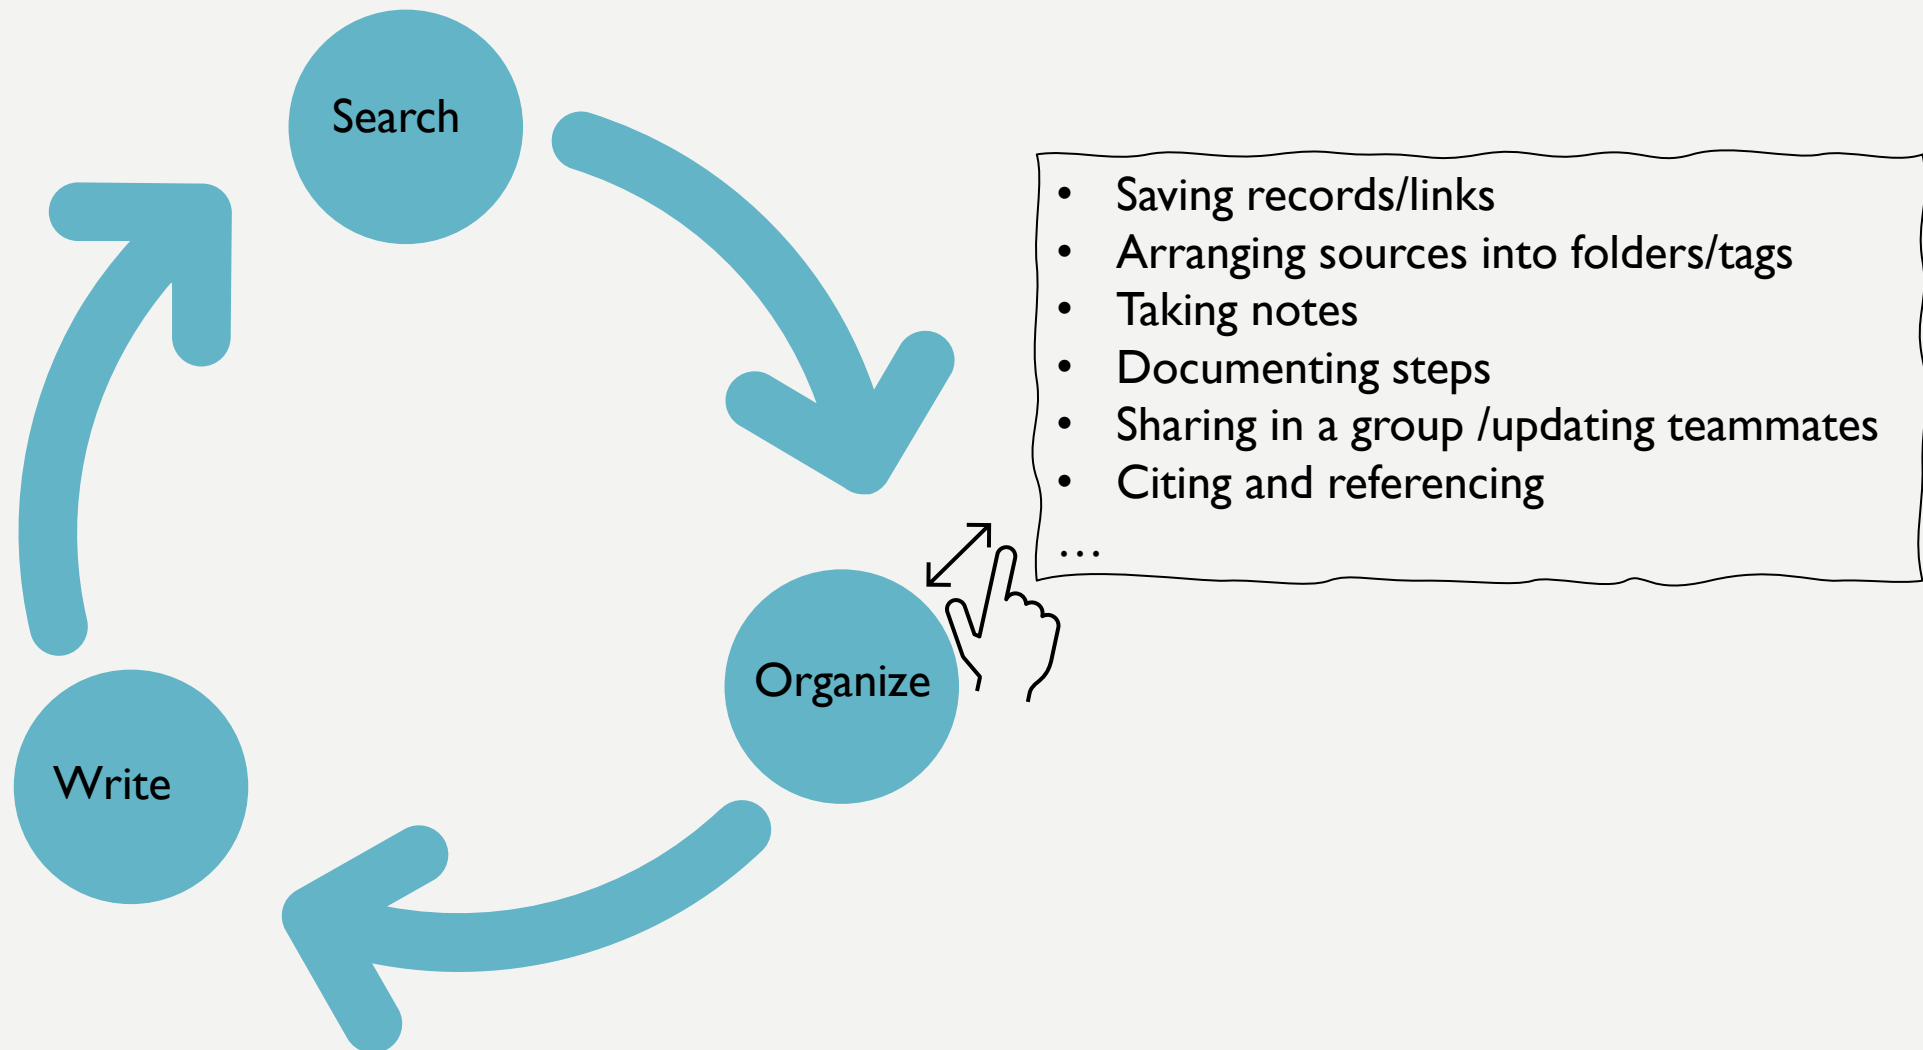 Search
• Saving records/links
• Arranging sources into folders/tags
• Taking notes
• Documenting steps
• Sharing in a group /updating teammates
• Citing and referencing
…
Organize
Write